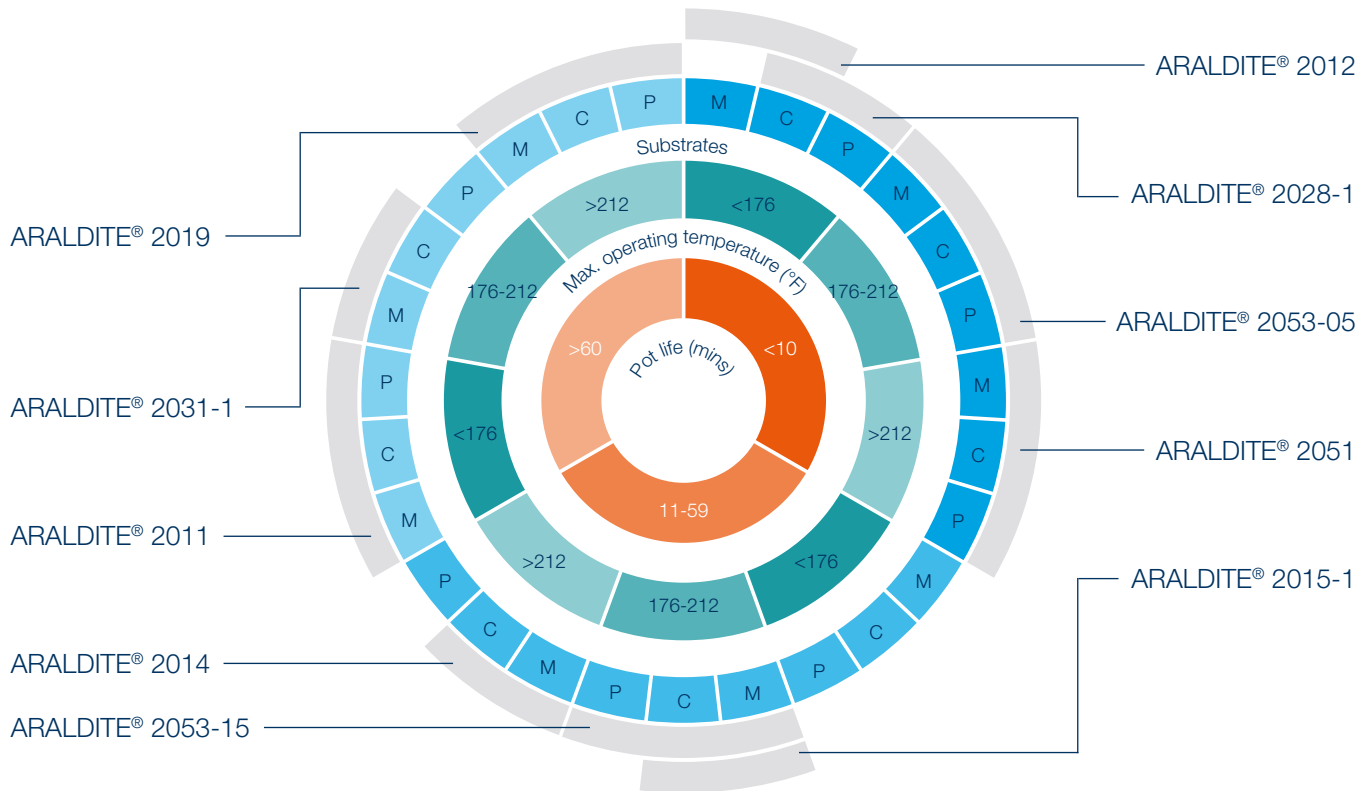 ARALDITE® 2012
ARALDITE® 2028-1
ARALDITE® 2053-05
ARALDITE® 2051
ARALDITE® 2015-1
ARALDITE® 2019
ARALDITE® 2031-1
ARALDITE® 2011
ARALDITE® 2014
ARALDITE® 2053-15
M
C
P
M
C
P
M
C
P
M
C
P
M
C
P
M
C
P
M
C
P
M
C
P
M
C
P
Substrates
<176
176-212
>212
<176
176-212
>212
<176
176-212
>212
Max. operating temperature (°F)
<10
11-59
>60
Pot life (mins)